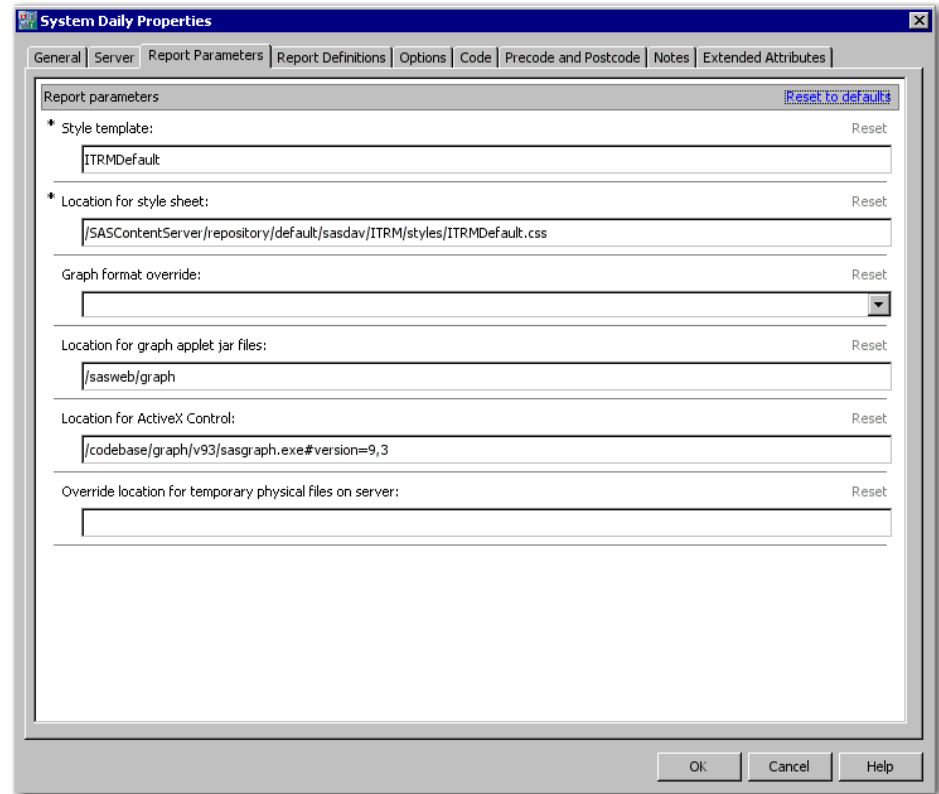 System Daily Properties
General Server Report Parameters Report Definitions Options Code Precode and Postcode Notes Extended Attributes
Report parameters Reset to defaults
* Style template: Reset
ITRMDefault
* Location for style sheet: Reset
/SASContentServer/repository/default/sasdav/ITRM/styles/ITRMDefault.css
Graph format override: Reset
Location for graph applet jar files: Reset
/sasweb/graph
Location for ActiveX Control: Reset
/codebase/graph/v93/sasgraph.exe#version=9,3
Override location for temporary physical files on server: Reset
OK Cancel Help